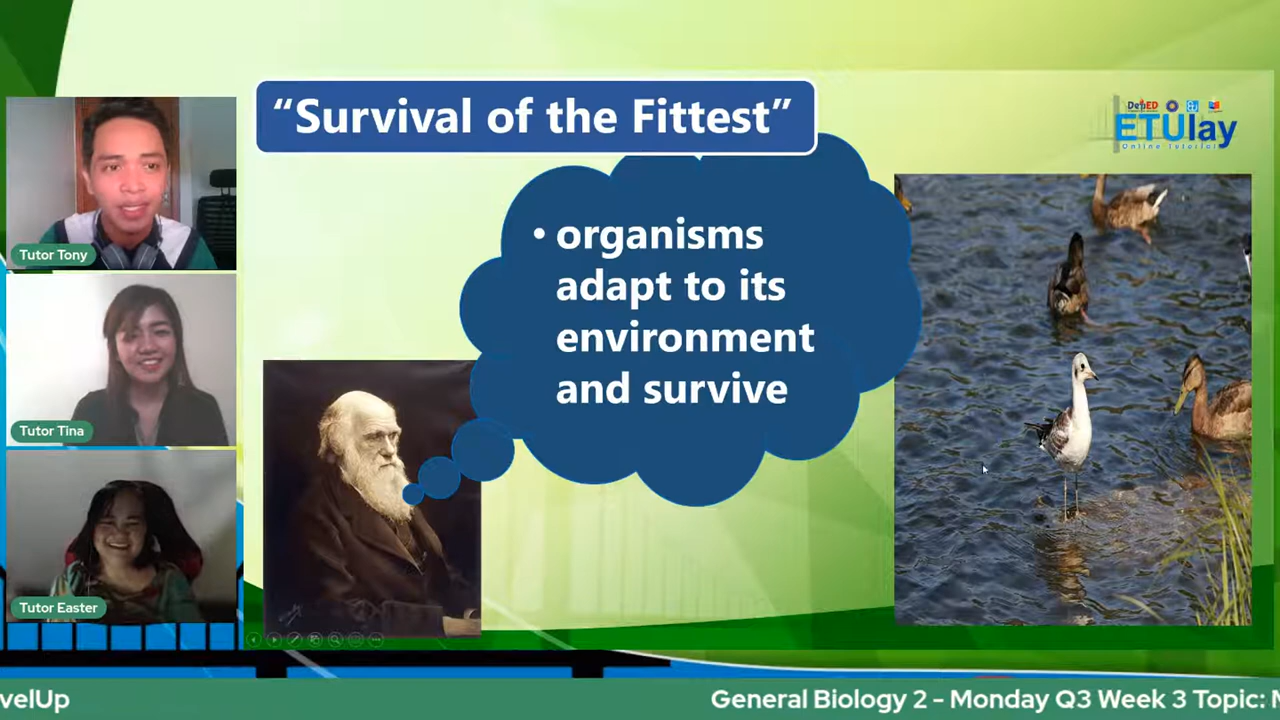 “Survival of the Fittest”
DepED
ETUlay
Online Tutorial
• organisms
adapt to its
environment
and survive
Tutor Tony
Tutor Tina
Tutor Easter
velUp
General Biology 2 - Monday Q3 Week 3 Topic: